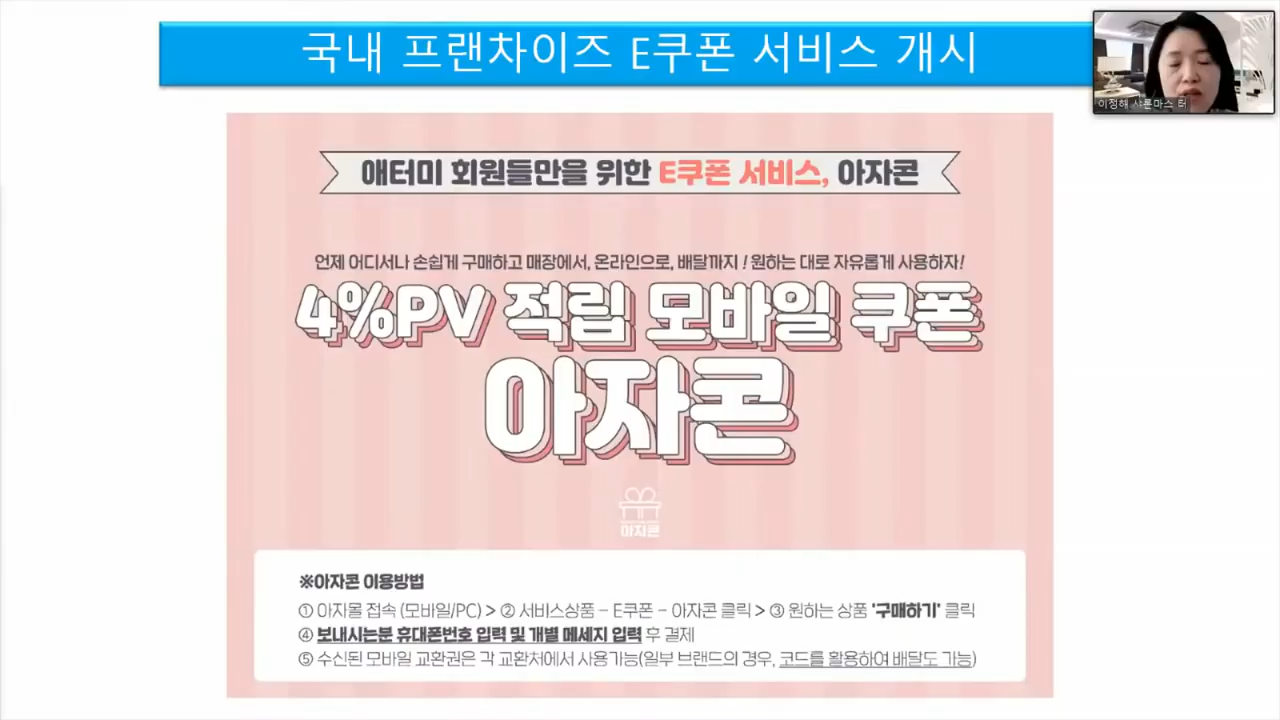 국내 프랜차이즈 E쿠폰 서비스 개시
이정해 샤론마스 터
애터미 회원들만을 위한 E쿠폰 서비스, 아자콘
언제 어디서나 손쉽게 구매하고 매장에서, 온라인으로, 배달까지 ! 원하는 대로 자유롭게 사용하자!
4%PV 적립 모바일 쿠폰
아자콘
아자콘
※아자콘 이용방법
① 아자몰 접속 (모바일/PC) > ② 서비스상품 - E쿠폰 - 아자콘 클릭 > ③ 원하는 상품 '구매하기' 클릭
④ 보내시는분 휴대폰번호 입력 및 개별 메세지 입력 후 결제
⑤ 수신된 모바일 교환권은 각 교환처에서 사용가능(일부 브랜드의 경우, 코드를 활용하여 배달도 가능)